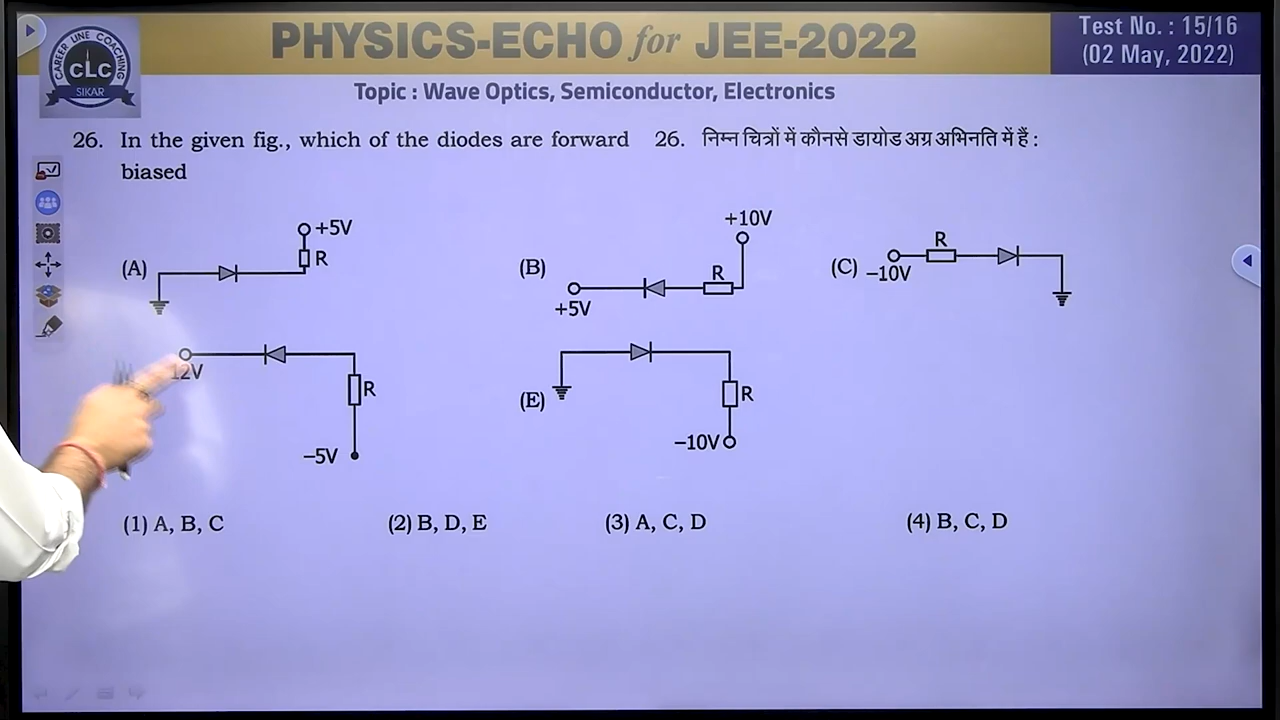 PHYSICS-ECHO for JEE-2022
Test No. : 15/16
(02 May, 2022)
CAREER LINE COACHING
CLC
SIKAR
Topic : Wave Optics, Semiconductor, Electronics
26. In the given fig., which of the diodes are forward
biased
26. निम्न चित्रों में कौनसे डायोड अग्र अभिनति में हैं :
(A)
+5V
R
(B)
+5V
R
+10V
(C)
–10V
R
12V
R
–5V
(E)
R
–10V
(1) A, B, C
(2) B, D, E
(3) A, C, D
(4) B, C, D